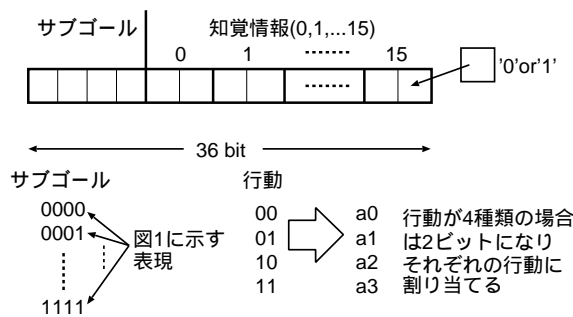 サブゴール 知覚情報(0,1,...15)
0 1 ........ 15
........
'0'or'1'
36 bit
サブゴール
0000
0001
1111
図1に示す
表現
行動
00 a0
01 a1
10 a2
11 a3
行動が4種類の場合
は2ビットになり
それぞれの行動に
割り当てる